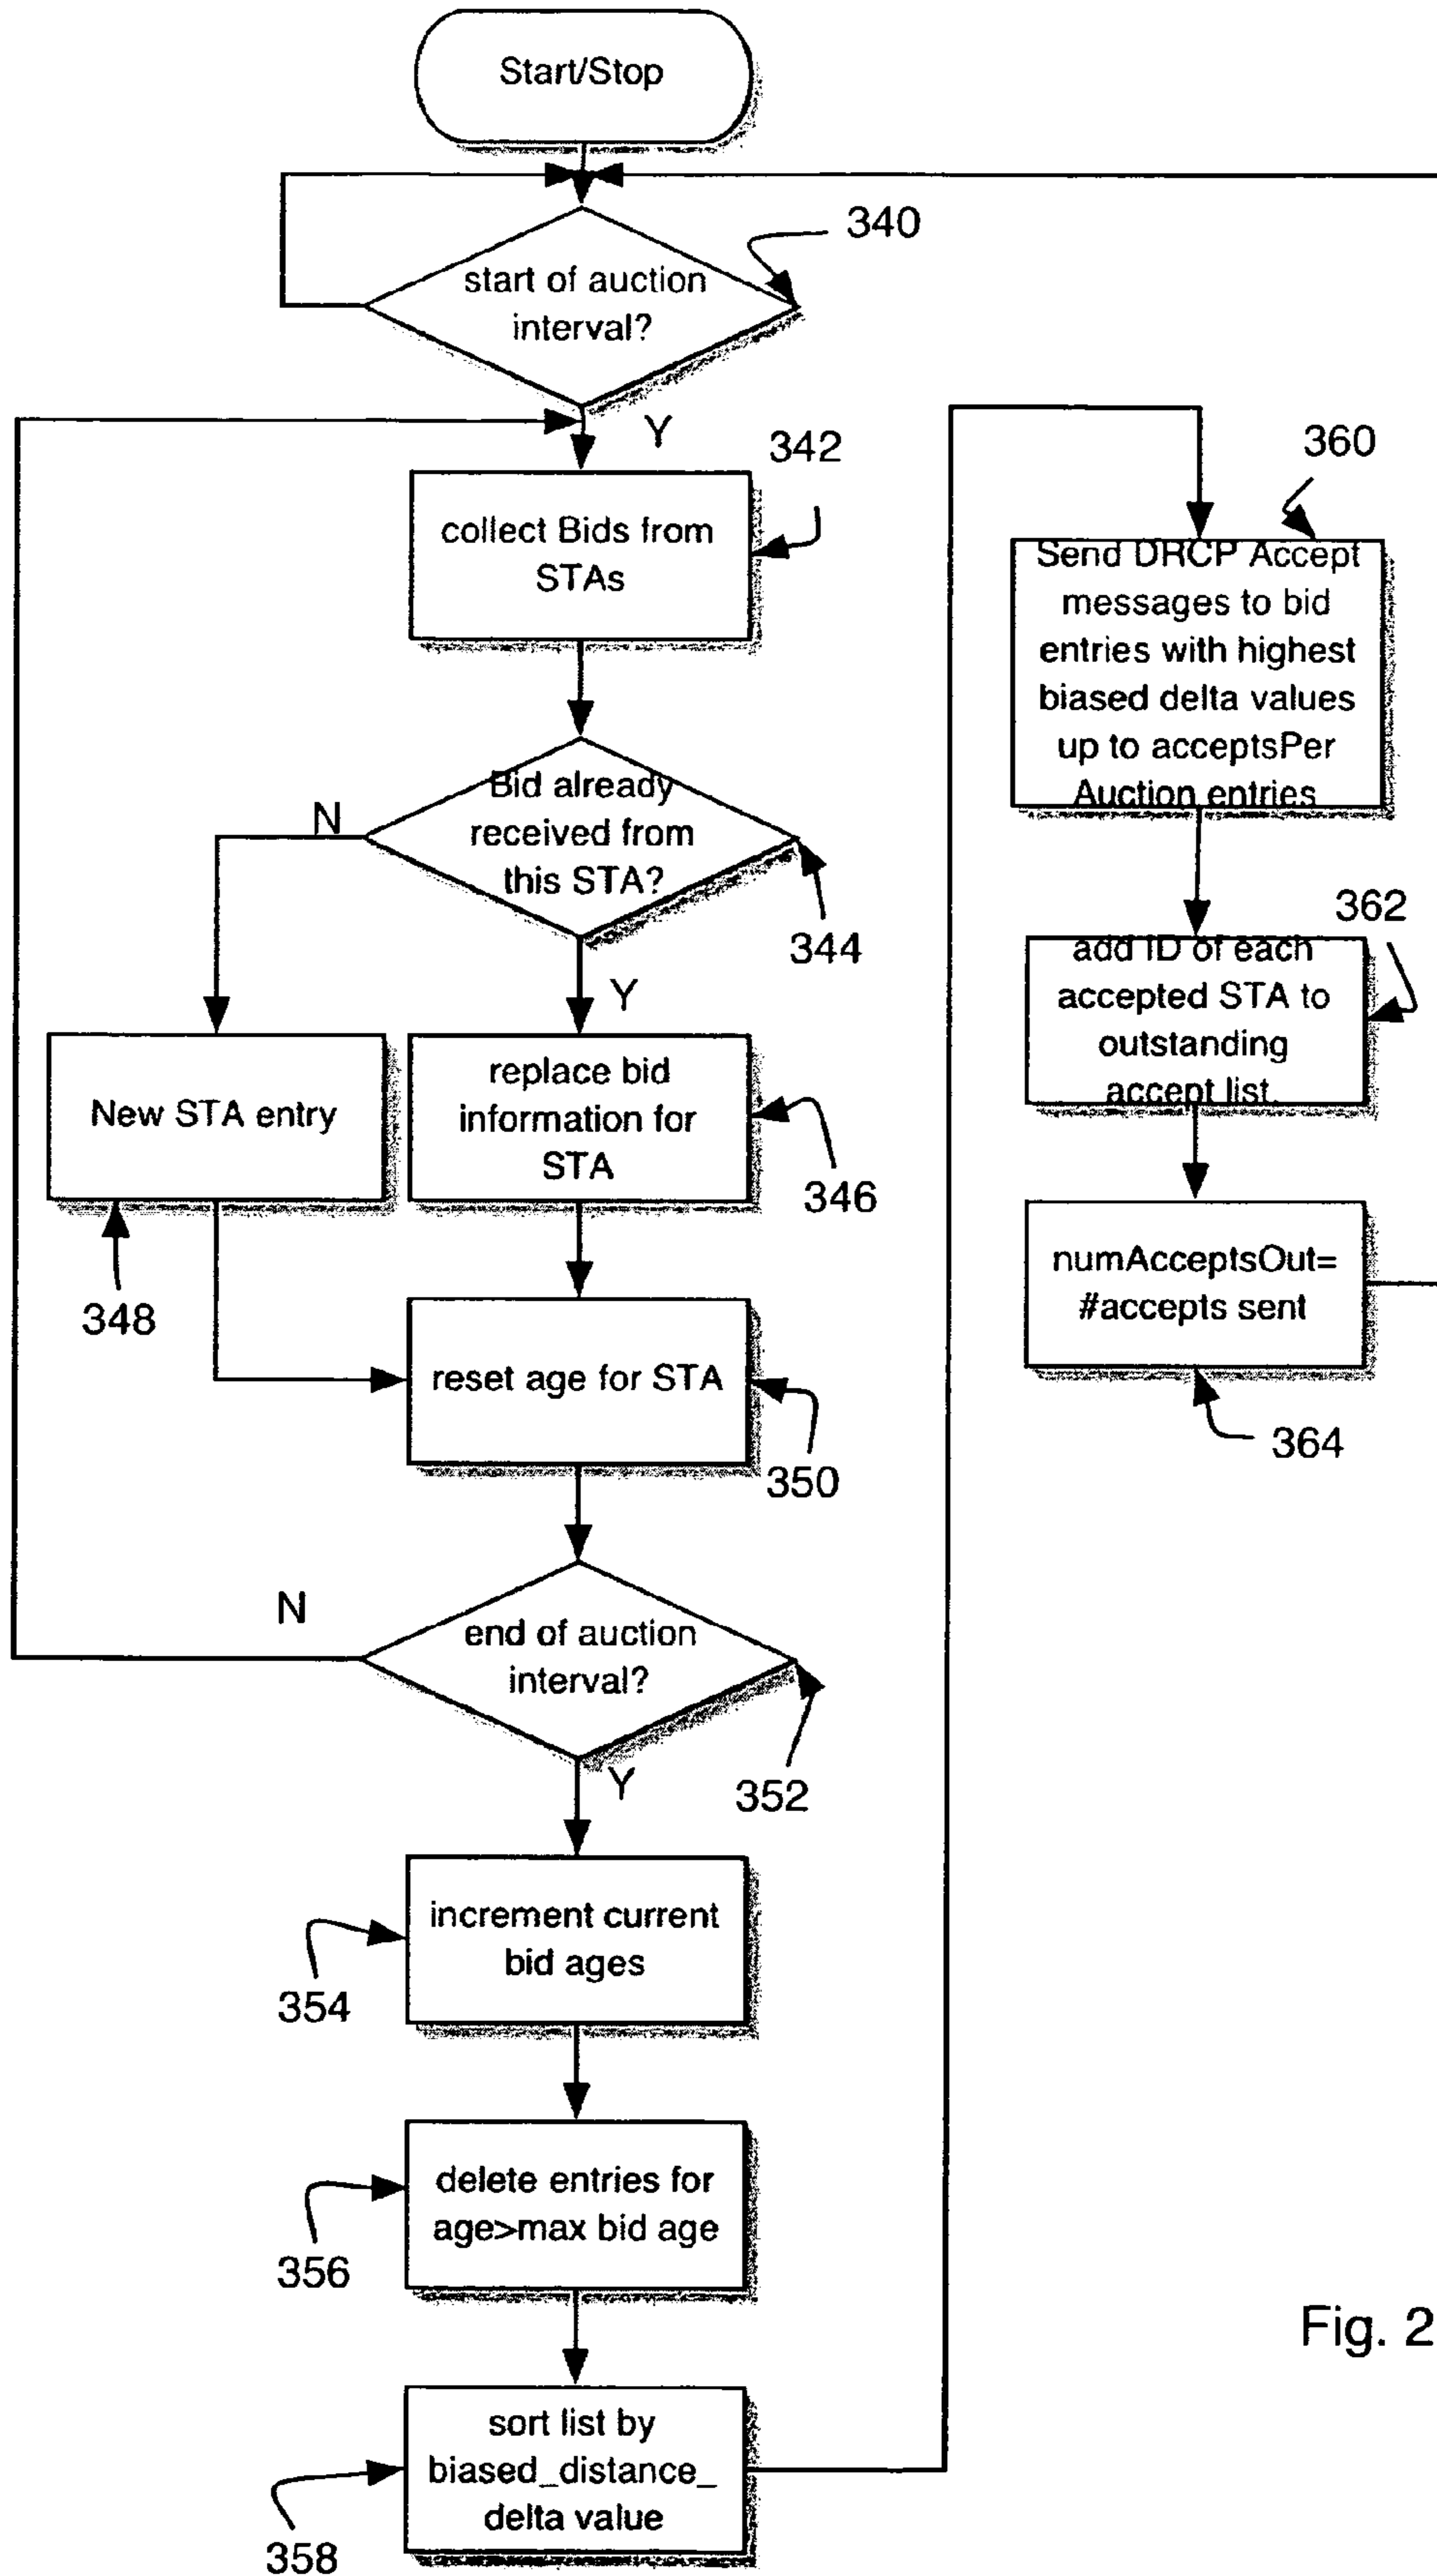 Start/Stop
340
start of auction
interval?
Y
342
collect Bids from
STAs
Bid already
received from
this STA?
N
344
Y
New STA entry
348
replace bid
information for
STA
346
reset age for STA
350
end of auction
interval?
N
352
Y
increment current
bid ages
354
delete entries for
age>max bid age
356
sort list by
biased_distance_
delta value
358
360
Send DRCP Accept
messages to bid
entries with highest
biased delta values
up to acceptsPer
Auction entries
362
add ID of each
accepted STA to
outstanding
accept list.
numAcceptsOut=
#accepts sent
364
Fig. 2